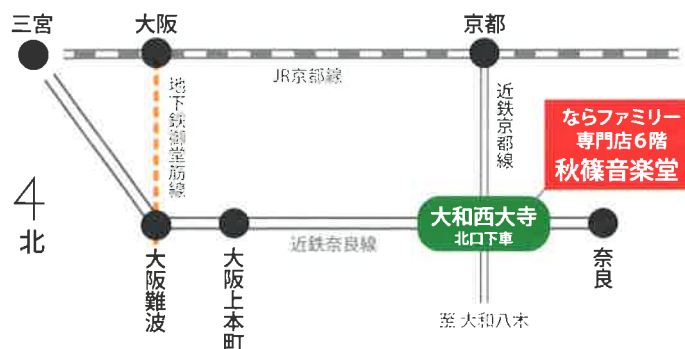 三宮
大阪
京都
JR京都線
地下鉄御堂筋線
近鉄京都線
ならファミリー
専門店6階
秋篠音楽堂
大和西大寺
北口下車
北
近鉄奈良線
大阪難波
大阪上本町
奈良
至 大和八木